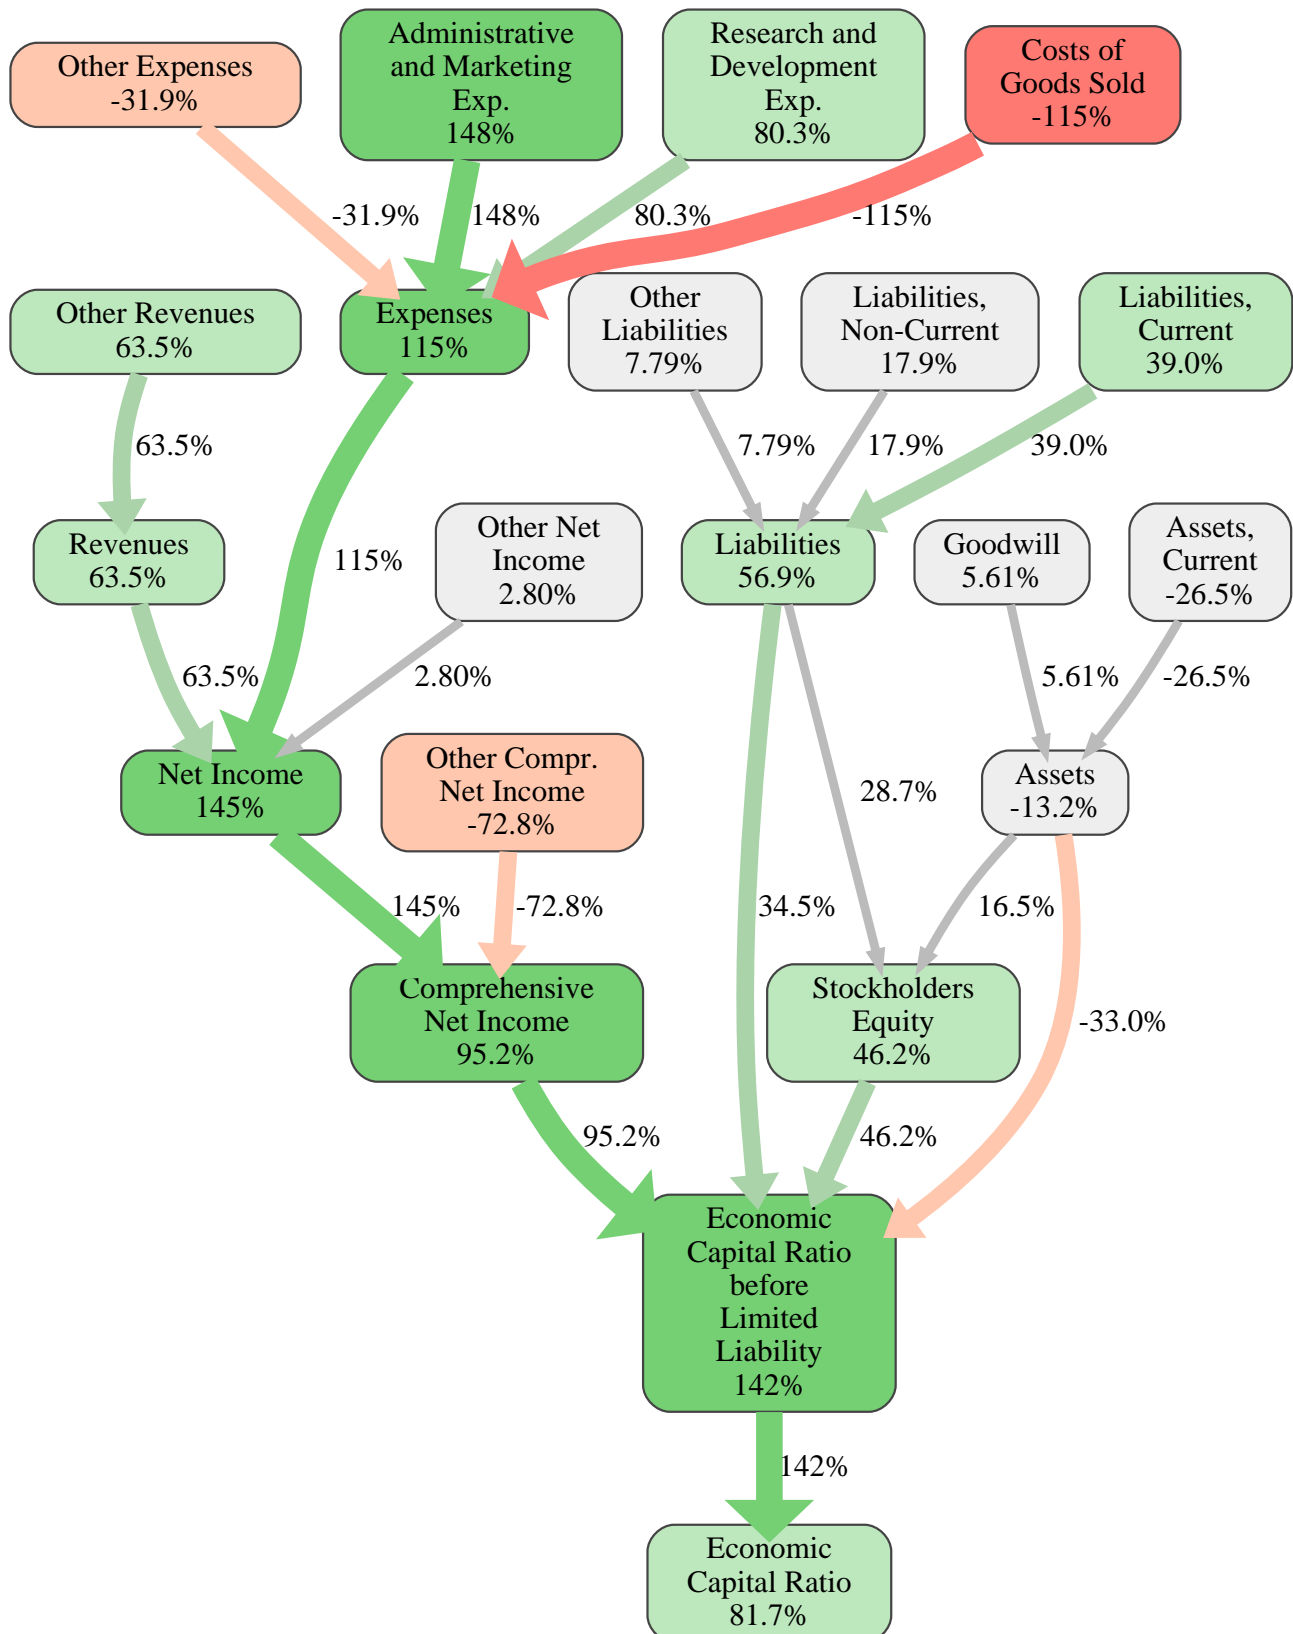 Other Expenses
-31.9%
Administrative
and Marketing
Exp.
148%
Research and
Development
Exp.
80.3%
Costs of
Goods Sold
-115%
-31.9%
148%
80.3%
-115%
Other Revenues
63.5%
Expenses
115%
Other
Liabilities
7.79%
Liabilities,
Non-Current
17.9%
Liabilities,
Current
39.0%
63.5%
7.79%
17.9%
39.0%
Revenues
63.5%
115%
Other Net
Income
2.80%
Liabilities
56.9%
Goodwill
5.61%
Assets,
Current
-26.5%
63.5%
2.80%
5.61%
-26.5%
Net Income
145%
Other Compr.
Net Income
-72.8%
28.7%
Assets
-13.2%
145%
-72.8%
34.5%
16.5%
Comprehensive
Net Income
95.2%
Stockholders
Equity
46.2%
-33.0%
95.2%
46.2%
Economic
Capital Ratio
before
Limited
Liability
142%
142%
Economic
Capital Ratio
81.7%